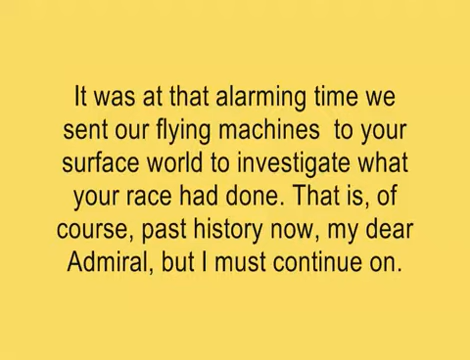 It was at that alarming time we
sent our flying machines  to your
surface world to investigate what
your race had done. That is, of
course, past history now, my dear
Admiral, but I must continue on.